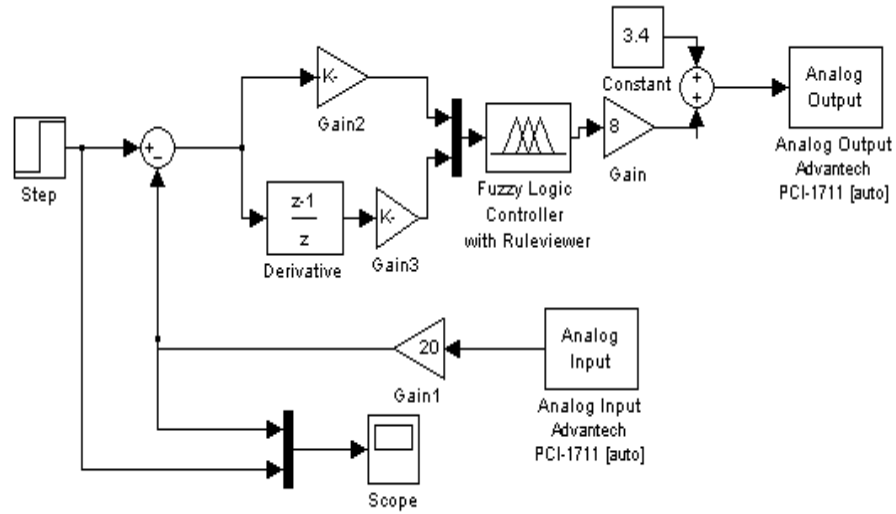 3.4
Constant
Analog
Output
Analog Output
Advantech
PCI-1711 [auto]
K-
Gain2
+
-
+
+
8
Gain
Step
Fuzzy Logic
Controller
with Ruleviewer
z-1
z
Derivative
K-
Gain3
20
Gain1
Analog
Input
Analog Input
Advantech
PCI-1711 [auto]
Scope